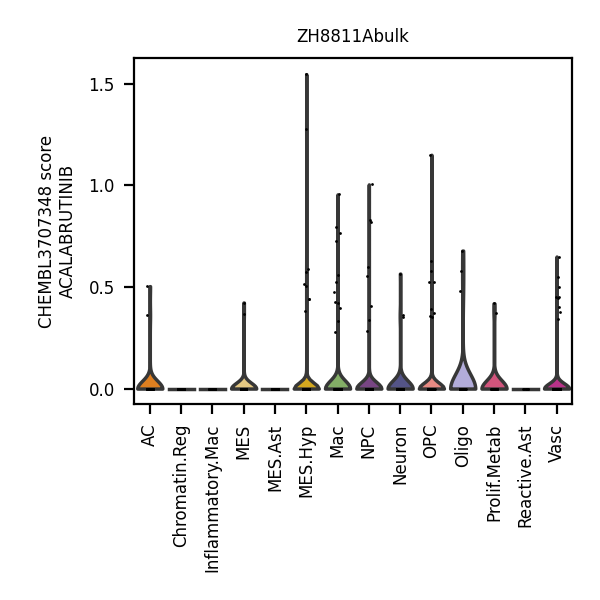 ZH8811Abulk
CHEMBL3707348 score
ACALABRUTINIB
1.5
1.0
0.5
0.0
AC
Chromatin.Reg
Inflammatory.Mac
MES
MES.Ast
MES.Hyp
Mac
NPC
Neuron
OPC
Oligo
Prolif.Metab
Reactive.Ast
Vasc